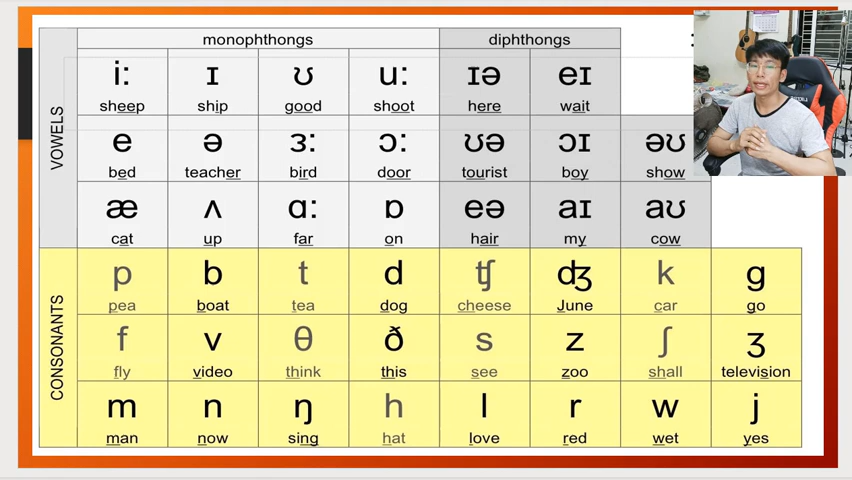 monophthongs diphthongs
VOWELS
iː ɪ ʊ uː ɪə eɪ
sheep ship good shoot here wait
e ə ɜː ɔː ʊə ɔɪ əʊ
bed teacher bird door tourist boy show
æ ʌ ɑː ɒ eə aɪ aʊ
cat up far on hair my cow
CONSONANTS
p b t d ʧ ʤ k g
pea boat tea dog cheese June car go
f v θ ð s z ʃ ʒ
fly video think this see zoo shall television
m n ŋ h l r w j
man now sing hat love red wet yes